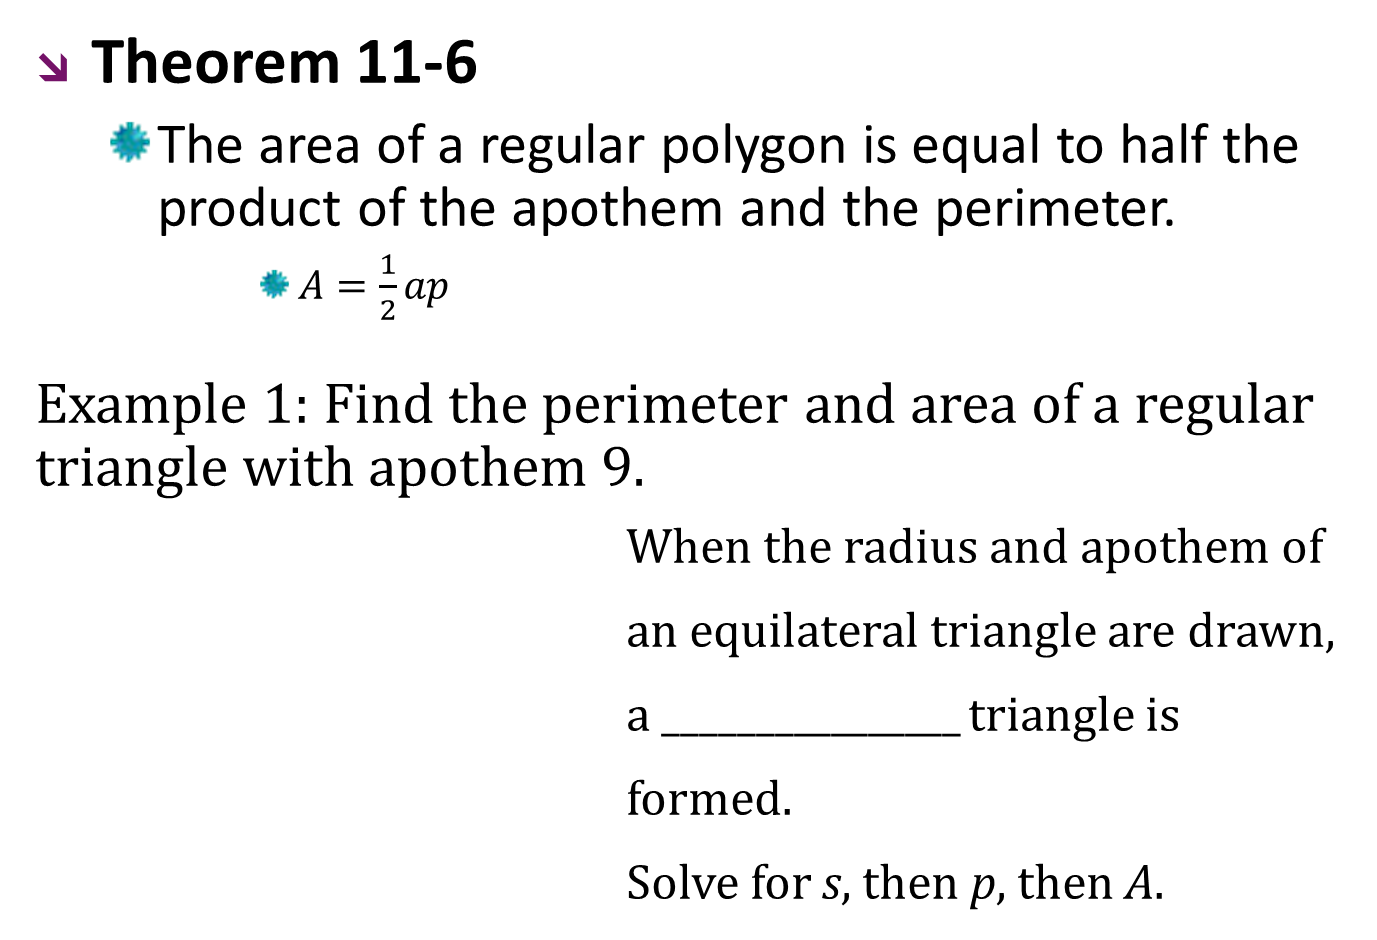 Theorem 11-6
The area of a regular polygon is equal to half the
product of the apothem and the perimeter.
A = 1/2 ap
Example 1: Find the perimeter and area of a regular
triangle with apothem 9.
When the radius and apothem of
an equilateral triangle are drawn,
a ______________ triangle is
formed.
Solve for s, then p, then A.